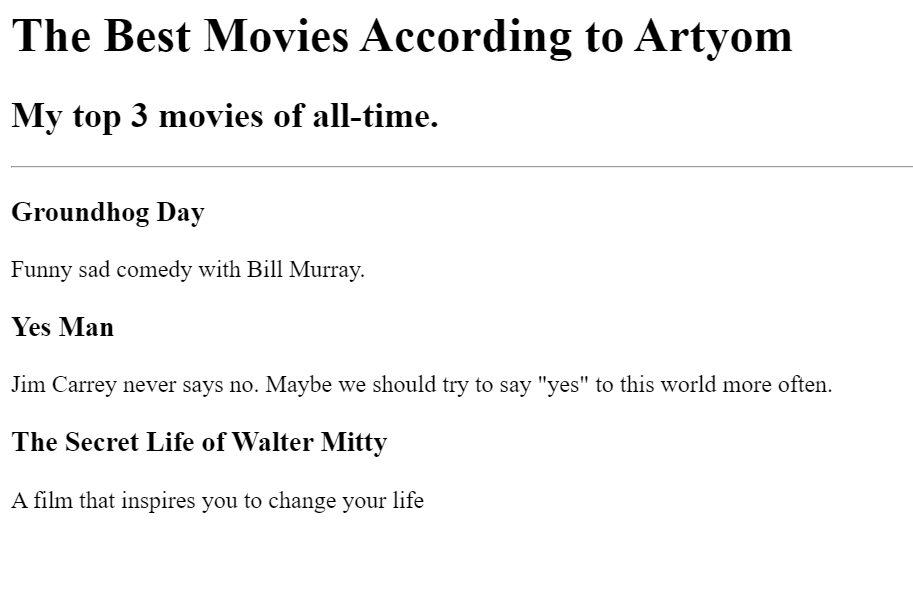 The Best Movies According to Artyom
My top 3 movies of all-time.
Groundhog Day
Funny sad comedy with Bill Murray.
Yes Man
Jim Carrey never says no. Maybe we should try to say "yes" to this world more often.
The Secret Life of Walter Mitty
A film that inspires you to change your life